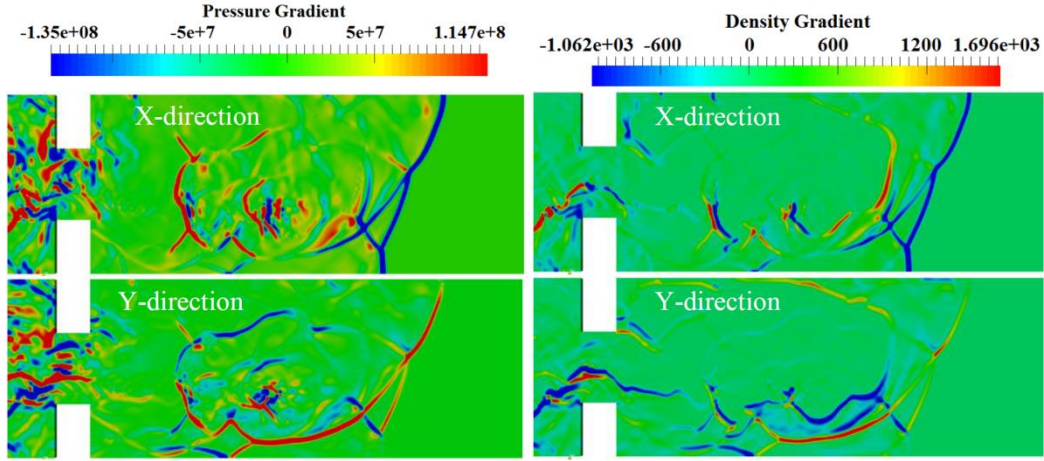 Pressure Gradient
-1.35e+08 -5e+7 0 5e+7 1.147e+8
Density Gradient
-1.062e+03 -600 0 600 1200 1.696e+03
X-direction
X-direction
Y-direction
Y-direction